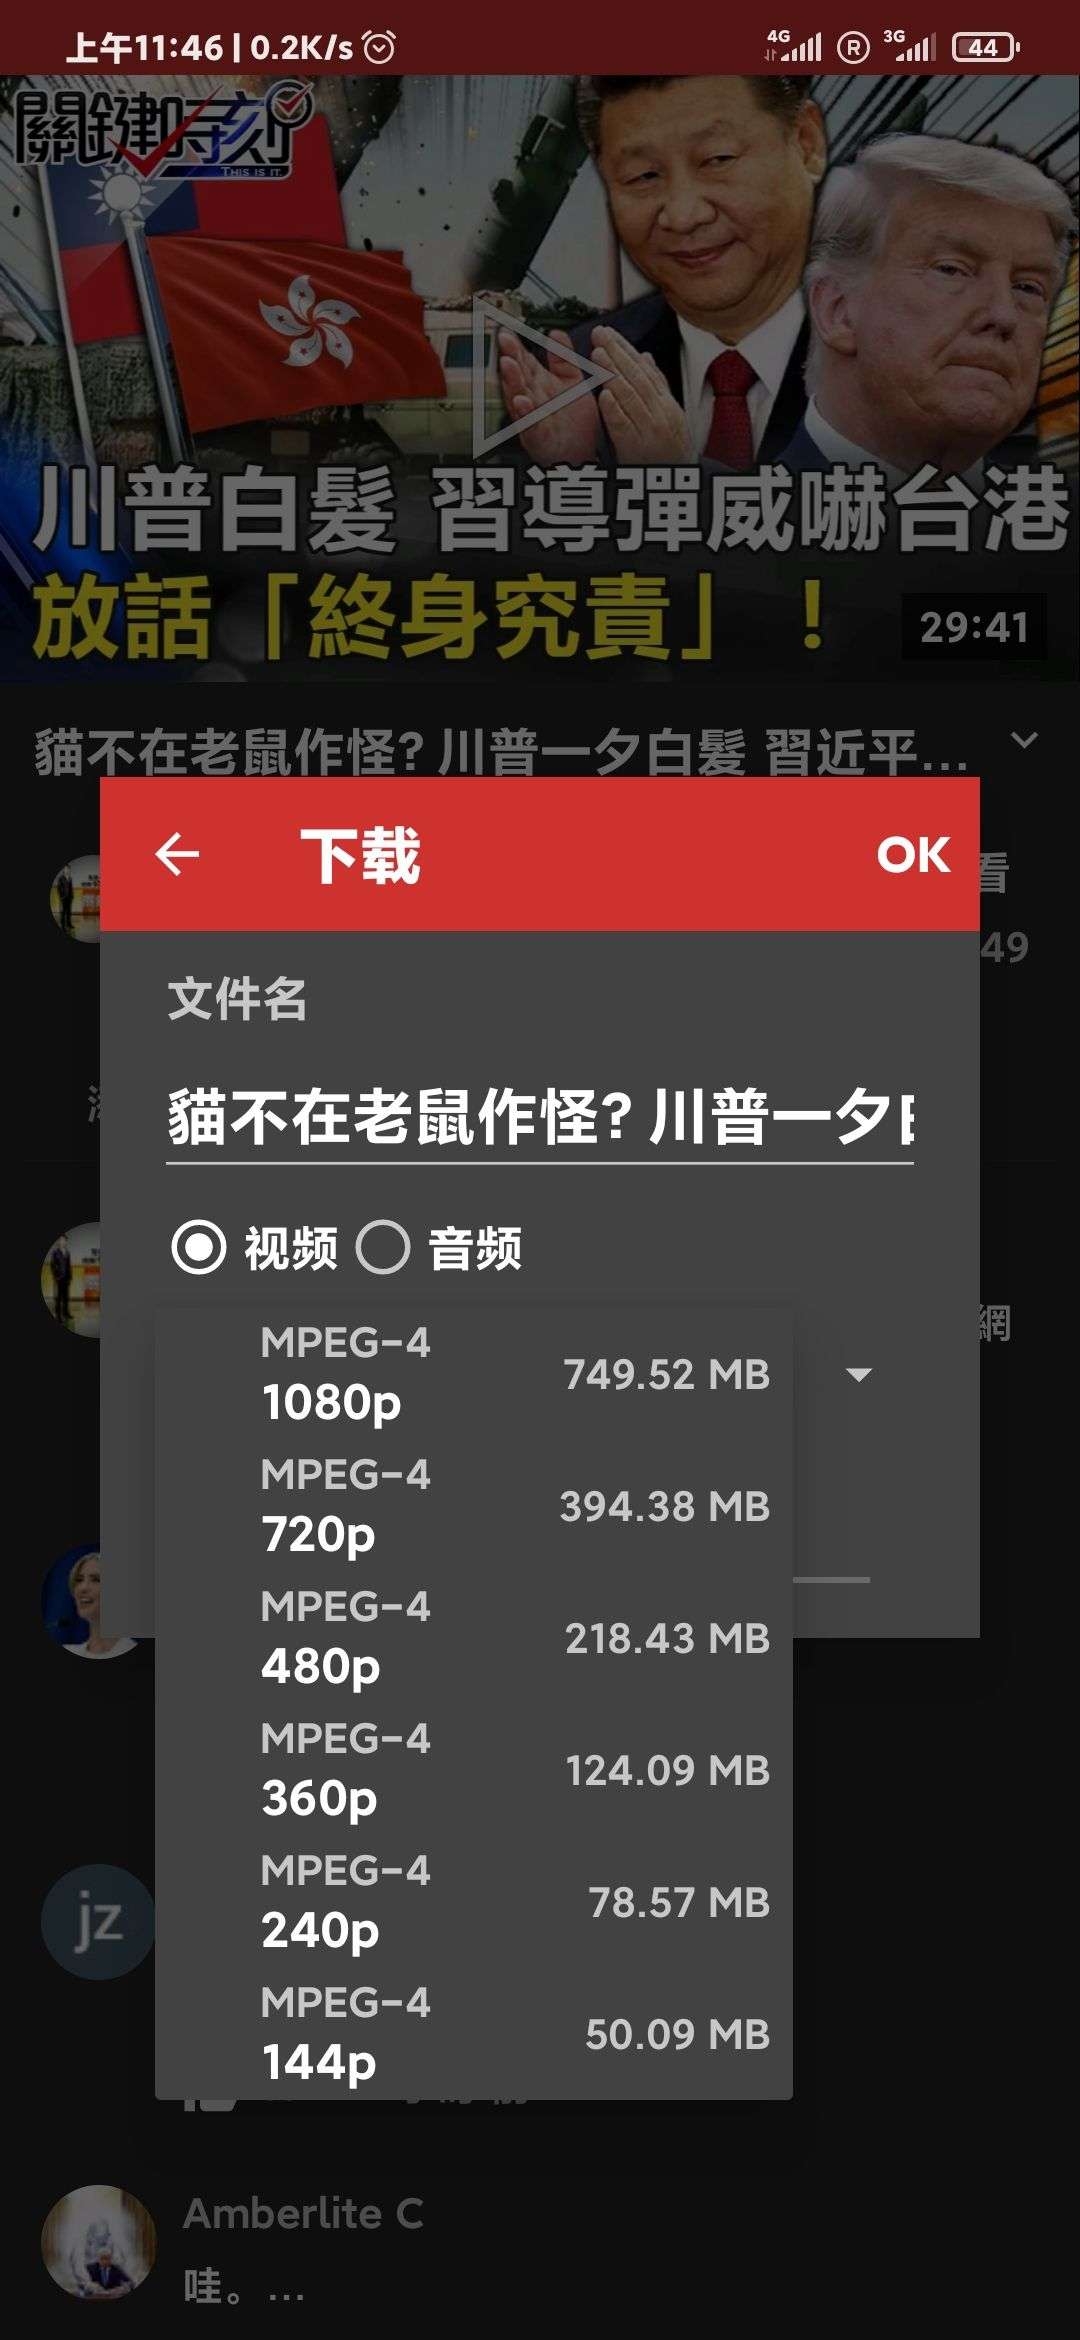 上午11:46 | 0.2K/s
4G
R
3G
44
關鍵時刻
THIS IS IT.
川普白髮 習導彈威嚇台港
放話「終身究責」！
29:41
貓不在老鼠作怪? 川普一夕白髮 習近平...
下载
OK
看
49
文件名
貓不在老鼠作怪? 川普一夕
视频
音频
網
MPEG-4
1080p
749.52 MB
MPEG-4
720p
394.38 MB
MPEG-4
480p
218.43 MB
MPEG-4
360p
124.09 MB
MPEG-4
240p
78.57 MB
MPEG-4
144p
50.09 MB
jz
Amberlite C
哇。...